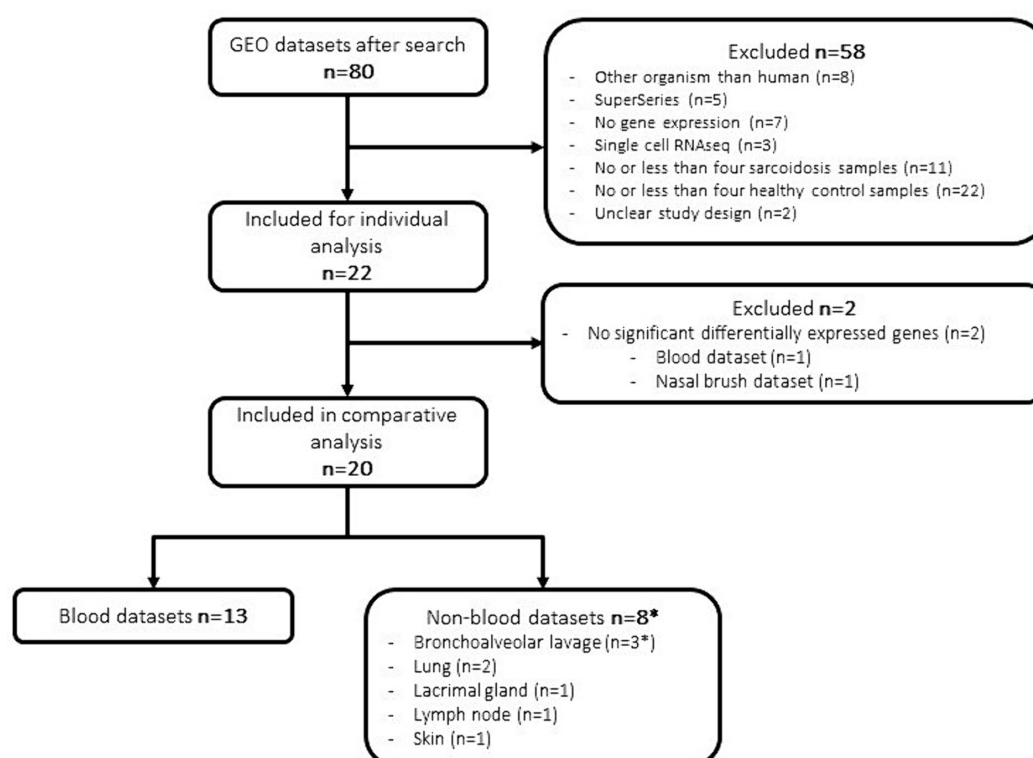 GEO datasets after search
n=80
Excluded n=58
- Other organism than human (n=8)
- SuperSeries (n=5)
- No gene expression (n=7)
- Single cell RNAseq (n=3)
- No or less than four sarcoidosis samples (n=11)
- No or less than four healthy control samples (n=22)
- Unclear study design (n=2)
Included for individual
analysis
n=22
Excluded n=2
- No significant differentially expressed genes (n=2)
- Blood dataset (n=1)
- Nasal brush dataset (n=1)
Included in comparative
analysis
n=20
Blood datasets n=13
Non-blood datasets n=8*
- Bronchoalveolar lavage (n=3*)
- Lung (n=2)
- Lacrimal gland (n=1)
- Lymph node (n=1)
- Skin (n=1)